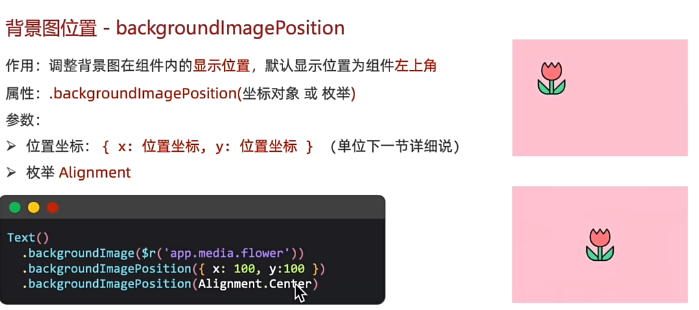 背景图位置 - backgroundImagePosition
作用：调整背景图在组件内的显示位置，默认显示位置为组件左上角
属性：.backgroundImagePosition(坐标对象 或 枚举)
参数：
➢ 位置坐标： { x: 位置坐标, y: 位置坐标 } （单位下一节详细说）
➢ 枚举 Alignment
Text()
.backgroundImage($r('app.media.flower'))
.backgroundImagePosition({ x: 100, y:100 })
.backgroundImagePosition(Alignment.Center)